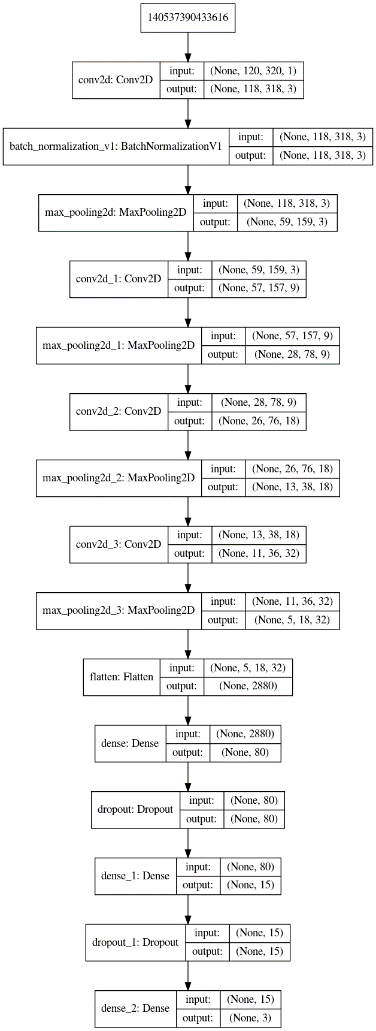 140537390433616
conv2d: Conv2D input: (None, 120, 320, 1)
output: (None, 118, 318, 3)
batch_normalization_v1: BatchNormalizationV1 input: (None, 118, 318, 3)
output: (None, 118, 318, 3)
max_pooling2d: MaxPooling2D input: (None, 118, 318, 3)
output: (None, 59, 159, 3)
conv2d_1: Conv2D input: (None, 59, 159, 3)
output: (None, 57, 157, 9)
max_pooling2d_1: MaxPooling2D input: (None, 57, 157, 9)
output: (None, 28, 78, 9)
conv2d_2: Conv2D input: (None, 28, 78, 9)
output: (None, 26, 76, 18)
max_pooling2d_2: MaxPooling2D input: (None, 26, 76, 18)
output: (None, 13, 38, 18)
conv2d_3: Conv2D input: (None, 13, 38, 18)
output: (None, 11, 36, 32)
max_pooling2d_3: MaxPooling2D input: (None, 11, 36, 32)
output: (None, 5, 18, 32)
flatten: Flatten input: (None, 5, 18, 32)
output: (None, 2880)
dense: Dense input: (None, 2880)
output: (None, 80)
dropout: Dropout input: (None, 80)
output: (None, 80)
dense_1: Dense input: (None, 80)
output: (None, 15)
dropout_1: Dropout input: (None, 15)
output: (None, 15)
dense_2: Dense input: (None, 15)
output: (None, 3)